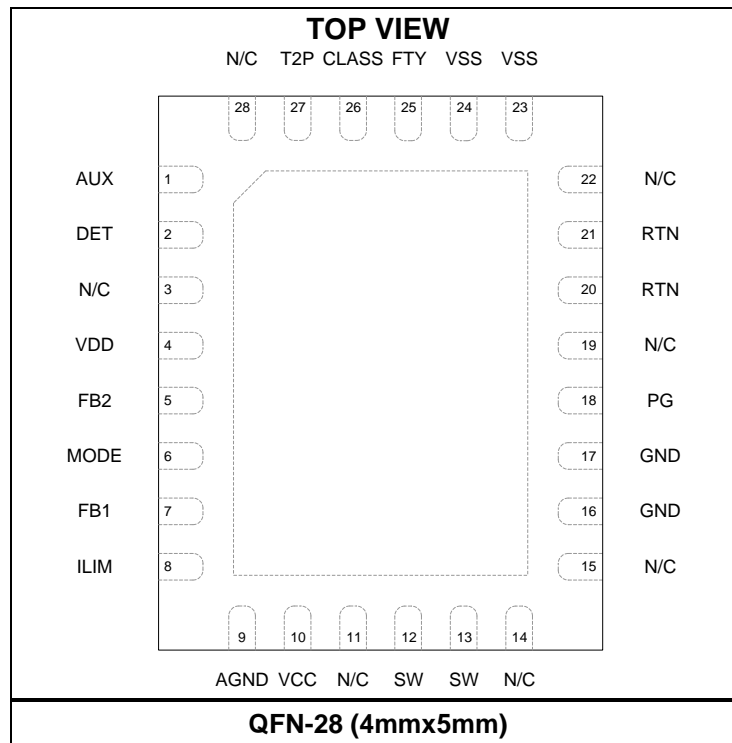 TOP VIEW
N/C T2P CLASS FTY VSS VSS
28 27 26 25 24 23
AUX 1 22 N/C
DET 2 21 RTN
N/C 3 20 RTN
VDD 4 19 N/C
FB2 5 18 PG
MODE 6 17 GND
FB1 7 16 GND
ILIM 8 15 N/C
9 10 11 12 13 14
AGND VCC N/C SW SW N/C
QFN-28 (4mmx5mm)